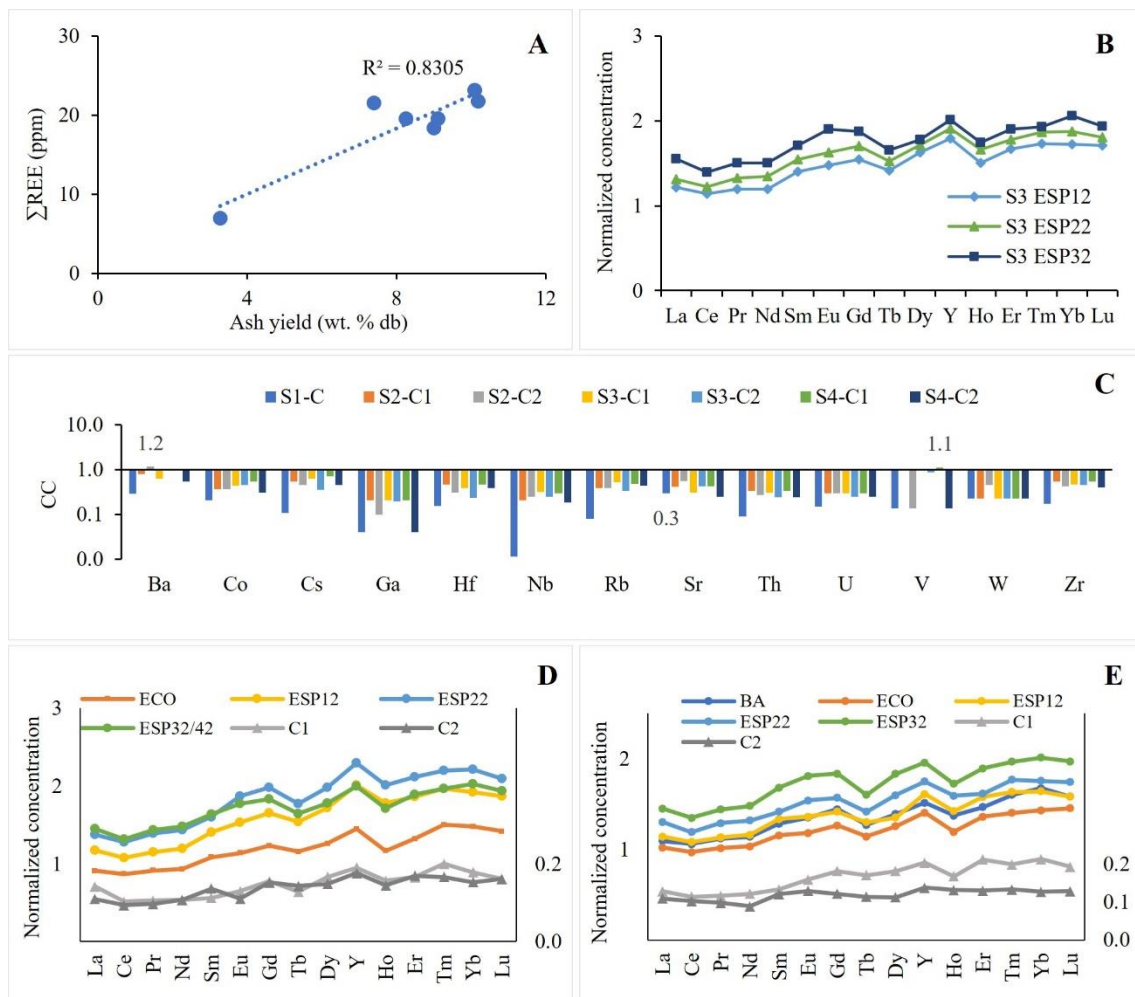 A
30
20
10
0
∑REE (ppm)
R² = 0.8305
0 4 8 12
Ash yield (wt. % db)
B
3
2
1
0
Normalized concentration
S3 ESP12
S3 ESP22
S3 ESP32
La Ce Pr Nd Sm Eu Gd Tb Dy Y Ho Er Tm Yb Lu
C
S1-C S2-C1 S2-C2 S3-C1 S3-C2 S4-C1 S4-C2
10.0
1.0
0.1
0.0
CC
1.2
1.1
0.3
Ba Co Cs Ga Hf Nb Rb Sr Th U V W Zr
D
ECO ESP12 ESP22
ESP32/42 C1 C2
3
2
1
Normalized concentration
0.2
0.0
La Ce Pr Nd Sm Eu Gd Tb Dy Y Ho Er Tm Yb Lu
E
BA ECO ESP12
ESP22 ESP32 C1
C2
2
1
Normalized concentration
0.2
0.1
0.0
La Ce Pr Nd Sm Eu Gd Tb Dy Y Ho Er Tm Yb Lu